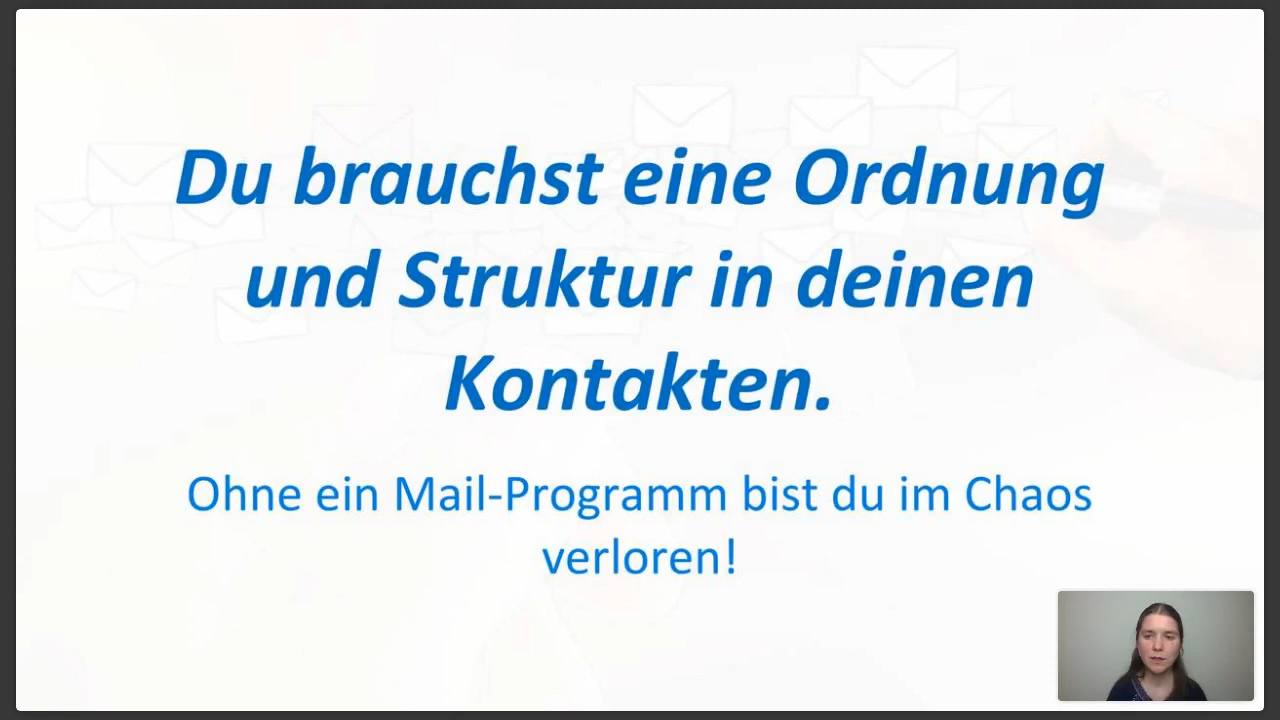 Du brauchst eine Ordnung
und Struktur in deinen
Kontakten.
Ohne ein Mail-Programm bist du im Chaos
verloren!